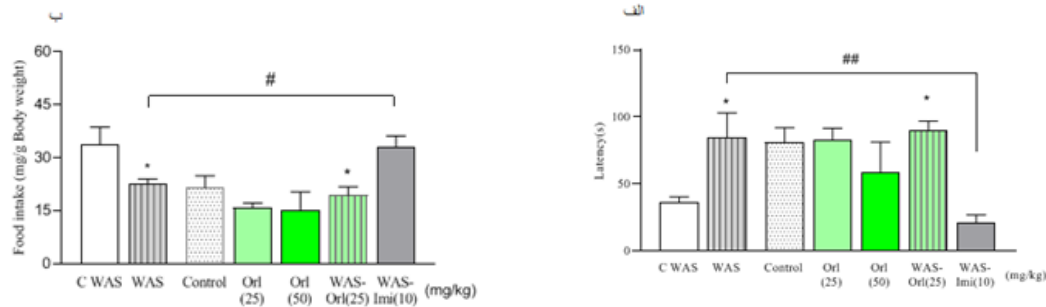 ب
Food intake (mg/g Body weight)
60
45
30
15
0
#
*
*
C WAS
WAS
Control
Orl
(25)
Orl
(50)
WAS-
Orl(25)
WAS-
Imi(10)
(mg/kg)
الف
Latency(s)
150
100
50
0
##
*
*
C WAS
WAS
Control
Orl
(25)
Orl
(50)
WAS-
Orl(25)
WAS-
Imi(10)
(mg/kg)